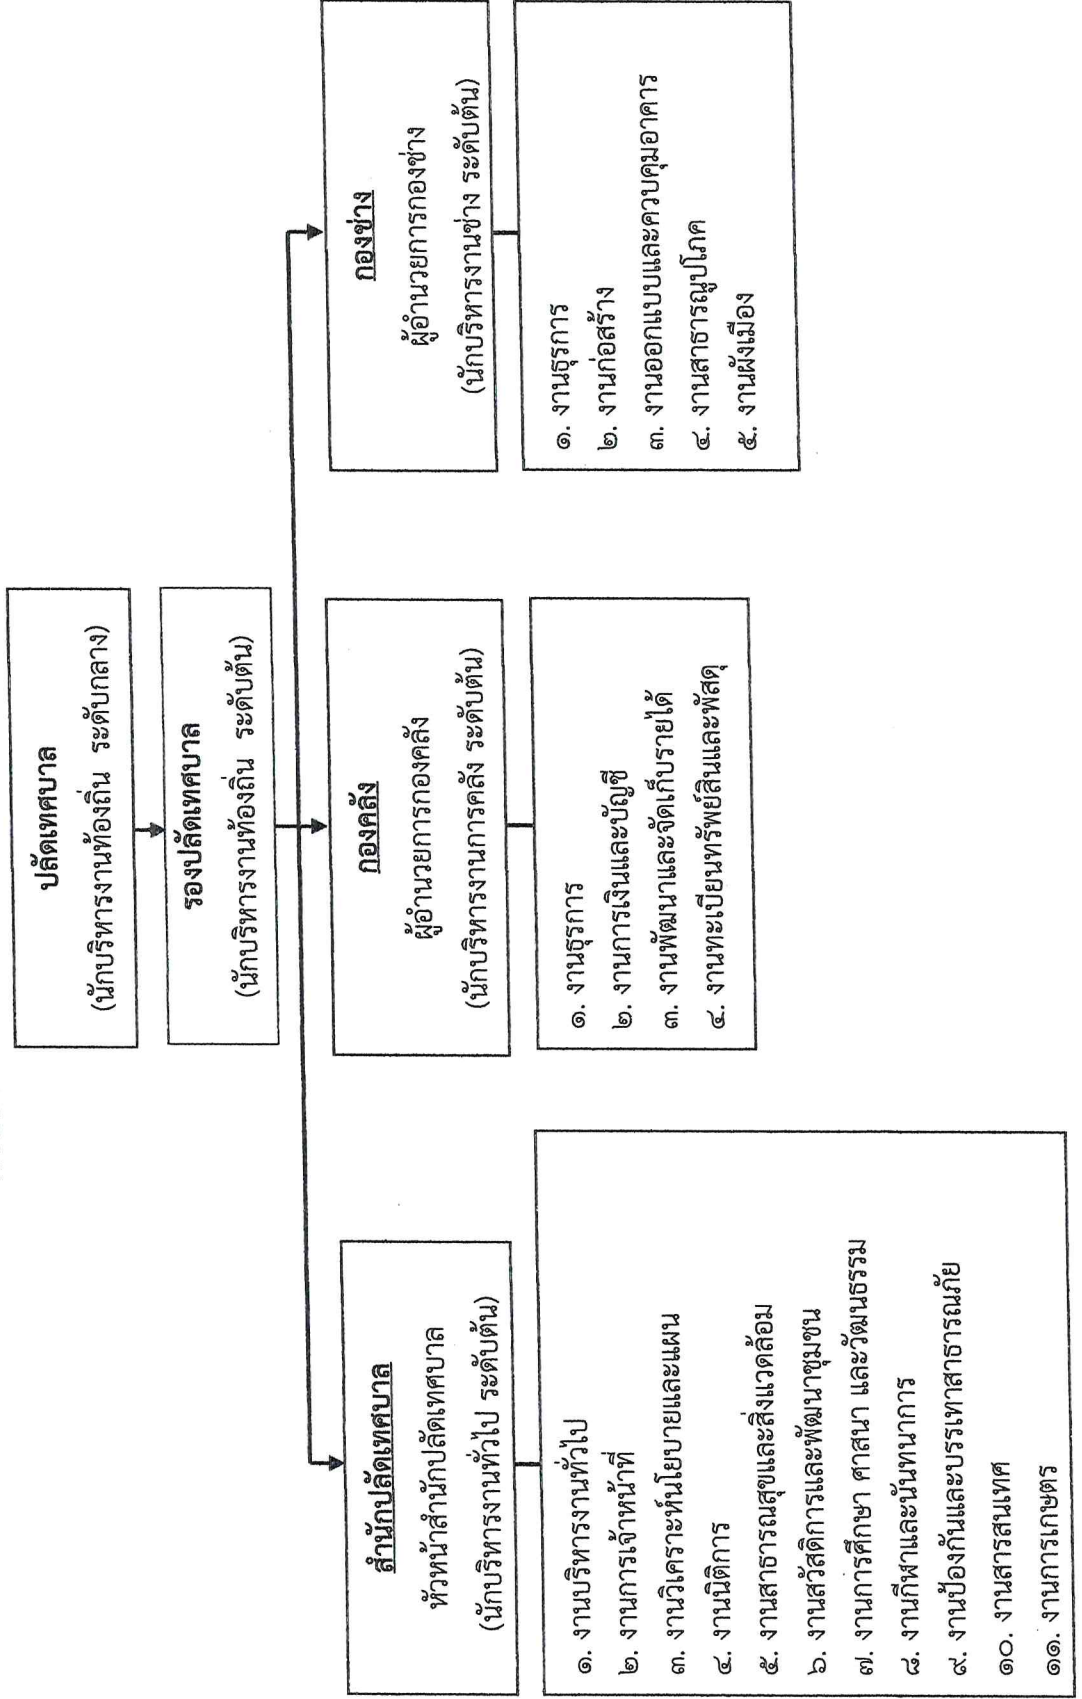 ปลัดเทศบาล
(นักบริหารงานท้องถิ่น ระดับกลาง)
รองปลัดเทศบาล
(นักบริหารงานท้องถิ่น ระดับต้น)
สำนักปลัดเทศบาล
หัวหน้าสำนักปลัดเทศบาล
(นักบริหารงานทั่วไป ระดับต้น)
๑. งานบริหารงานทั่วไป
๒. งานการเจ้าหน้าที่
๓. งานวิเคราะห์นโยบายและแผน
๔. งานนิติการ
๕. งานสาธารณสุขและสิ่งแวดล้อม
๖. งานสวัสดิการและพัฒนาชุมชน
๗. งานการศึกษา ศาสนา และวัฒนธรรม
๘. งานกีฬาและนันทนาการ
๙. งานป้องกันและบรรเทาสาธารณภัย
๑๐. งานสารสนเทศ
๑๑. งานการเกษตร
กองคลัง
ผู้อำนวยการกองคลัง
(นักบริหารงานการคลัง ระดับต้น)
๑. งานธุรการ
๒. งานการเงินและบัญชี
๓. งานพัฒนาและจัดเก็บรายได้
๔. งานทะเบียนทรัพย์สินและพัสดุ
กองช่าง
ผู้อำนวยการกองช่าง
(นักบริหารงานช่าง ระดับต้น)
๑. งานธุรการ
๒. งานก่อสร้าง
๓. งานออกแบบและควบคุมอาคาร
๔. งานสาธารณูปโภค
๕. งานผังเมือง